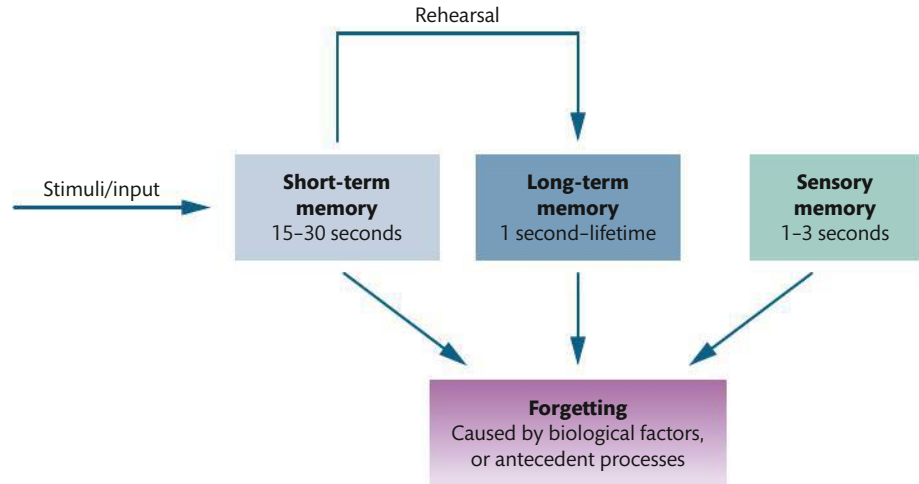 Rehearsal
Stimuli/input
Short-term
memory
15–30 seconds
Long-term
memory
1 second–lifetime
Sensory
memory
1–3 seconds
Forgetting
Caused by biological factors,
or antecedent processes